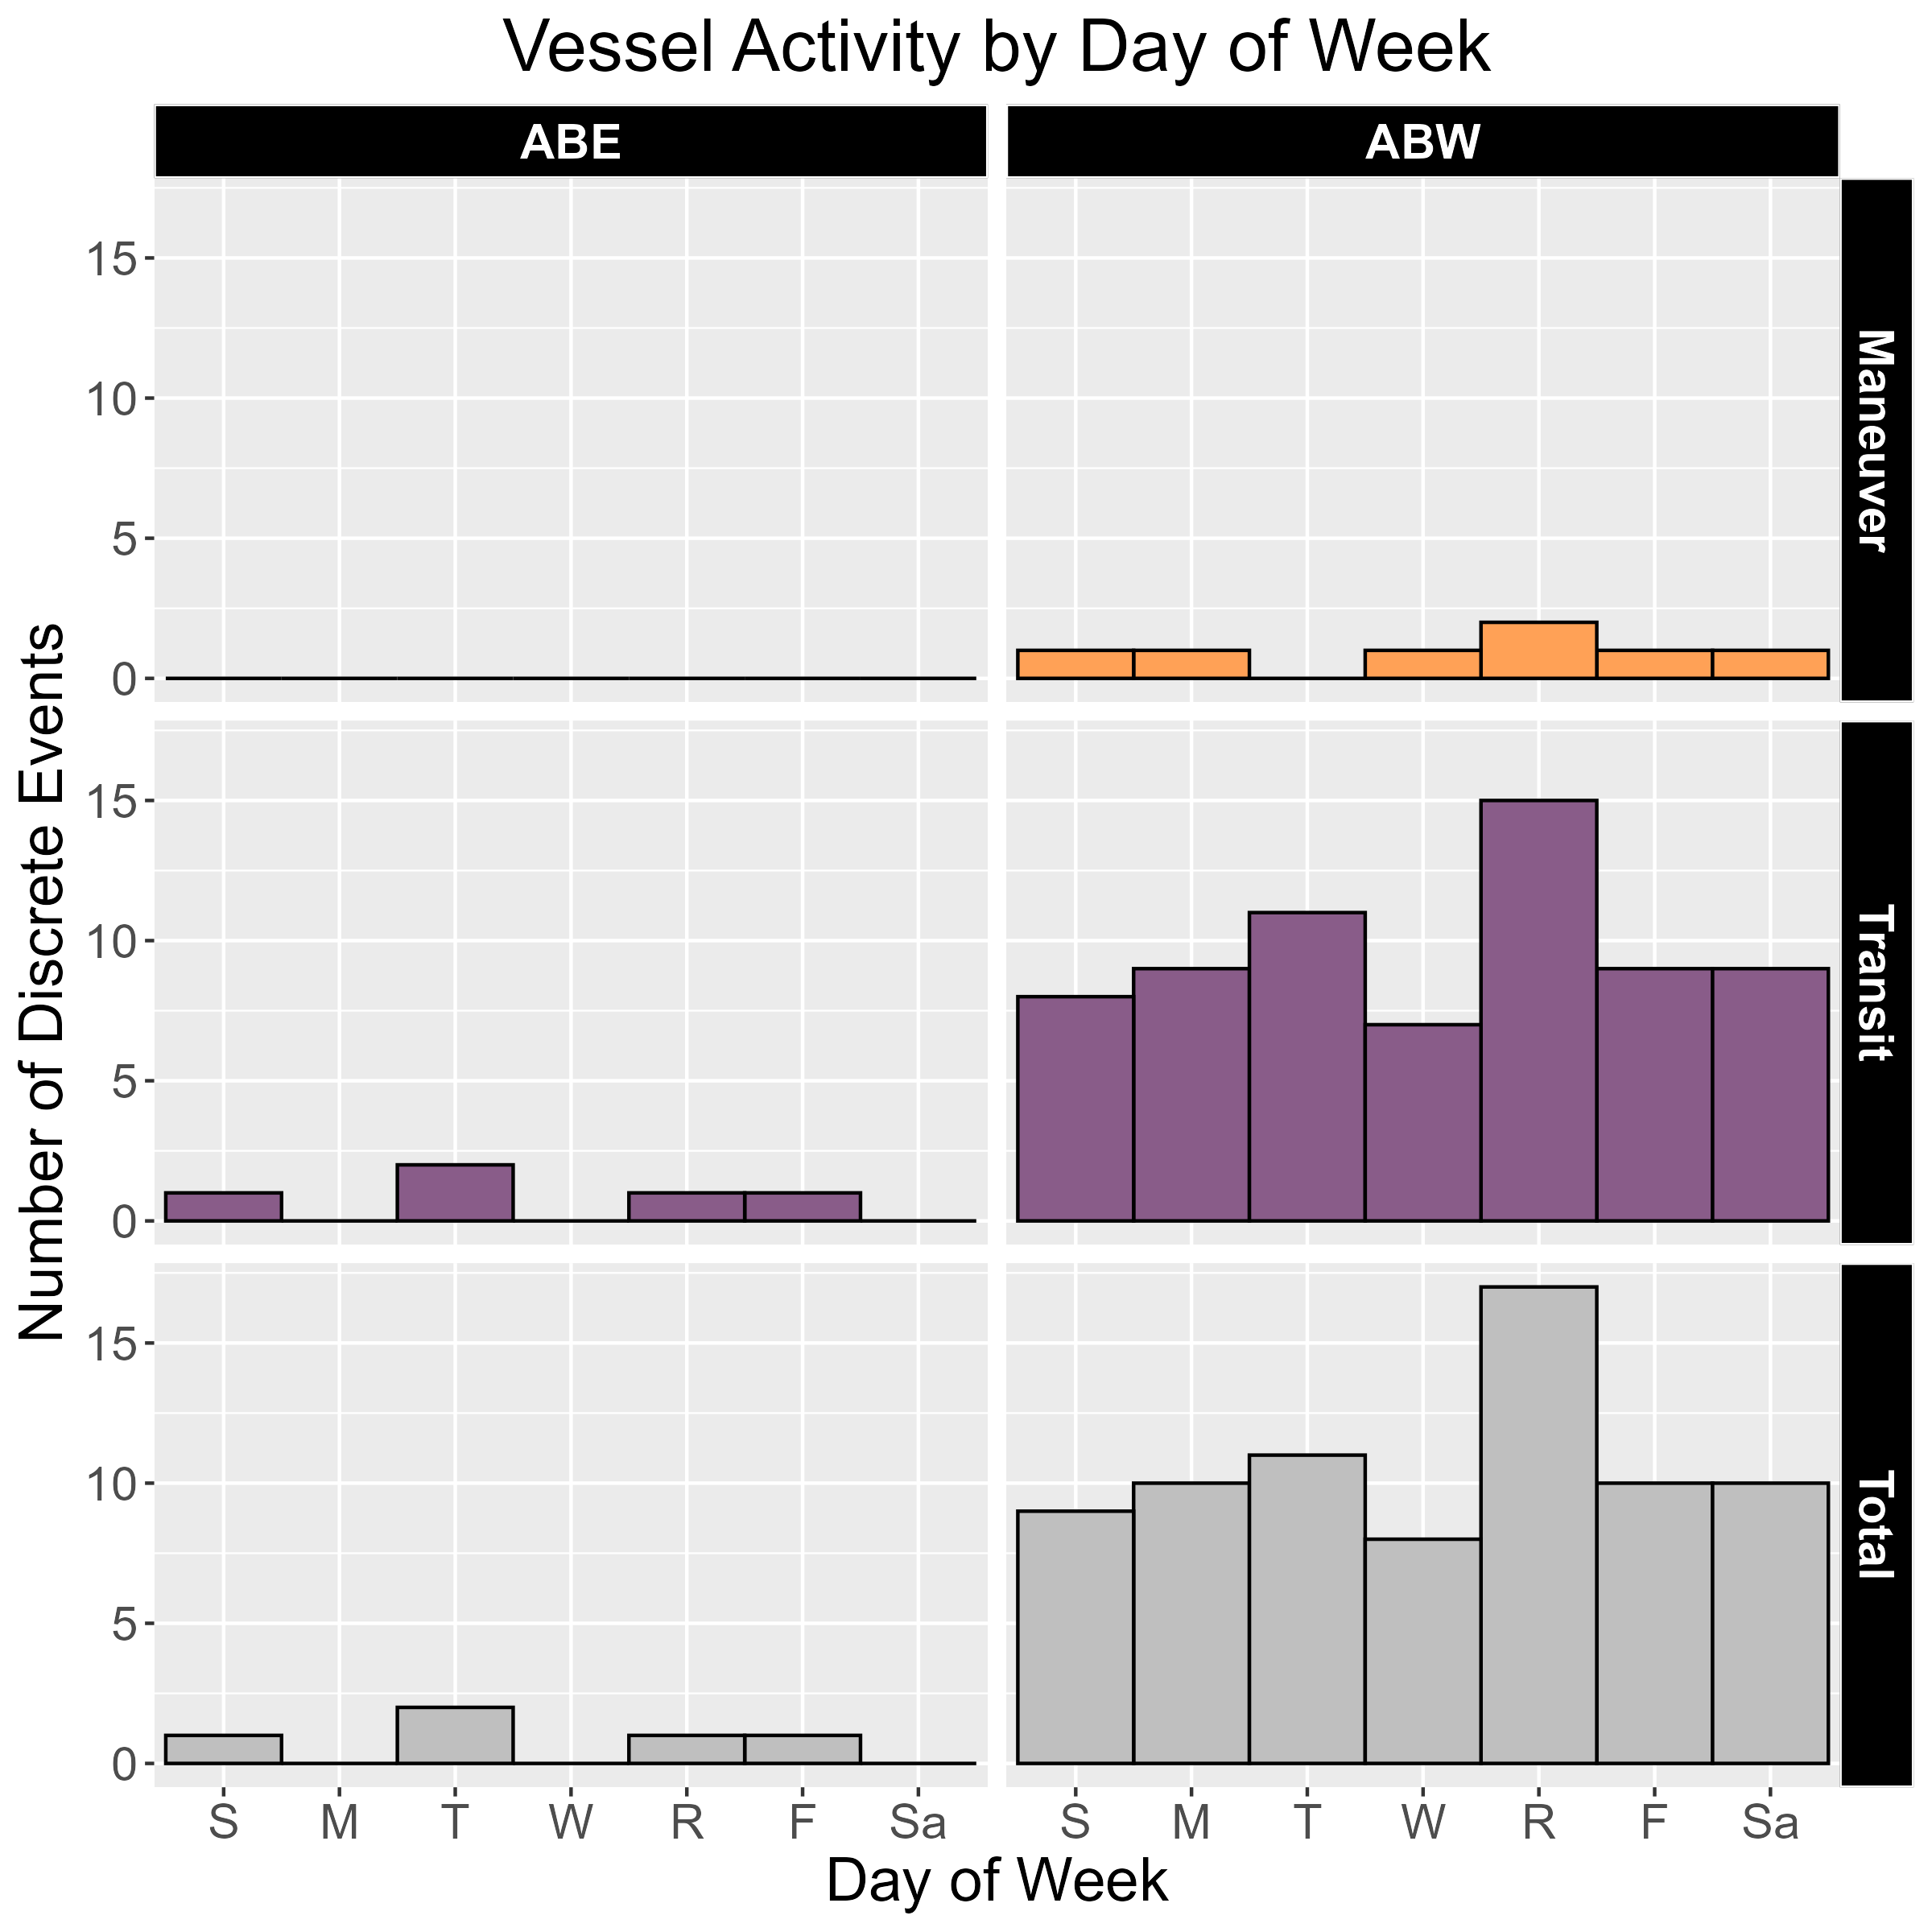 Vessel Activity by Day of Week
ABE
ABW
15
10
5
0
Maneuver
15
10
5
0
Transit
15
10
5
0
Total
Number of Discrete Events
S M T W R F Sa
S M T W R F Sa
Day of Week